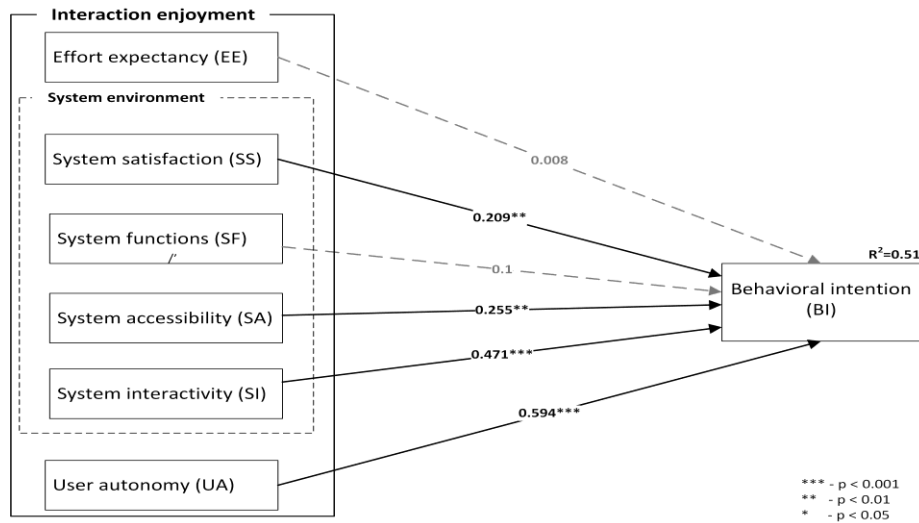 Interaction enjoyment
Effort expectancy (EE)
System environment
System satisfaction (SS)
System functions (SF)
System accessibility (SA)
System interactivity (SI)
User autonomy (UA)
0.008
0.209**
0.1
0.255**
0.471***
0.594***
R²=0.51
Behavioral intention
(BI)
*** - p < 0.001
** - p < 0.01
* - p < 0.05